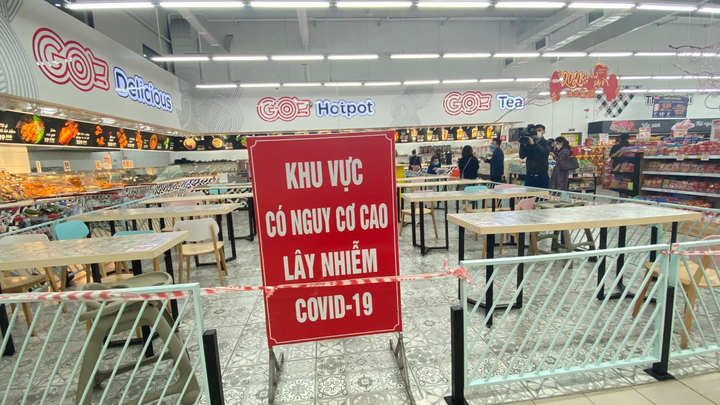 GO!
Delicious
GO!
Hotpot
GO!
Tea
KHU VỰC
CÓ NGUY CƠ CAO
LÂY NHIỄM
COVID-19